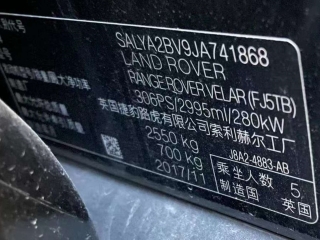 SALYA2BV9JA741868
LAND ROVER
RANGE ROVER VELAR (FJ5TB)
306PS/2995ml/280kW
英国捷豹路虎有限公司索利赫尔工厂
2550 kg
700 kg
2017/11
J8A2-4883-AB
乘坐人数 5
制造国 英国